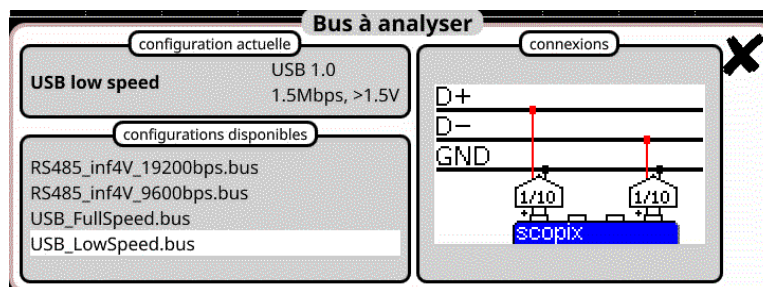 Bus à analyser
configuration actuelle
USB low speed
USB 1.0
1.5Mbps, >1.5V
configurations disponibles
RS485_inf4V_19200bps.bus
RS485_inf4V_9600bps.bus
USB_FullSpeed.bus
USB_LowSpeed.bus
connexions
D+
D-
GND
1/10
1/10
+
+
scopix